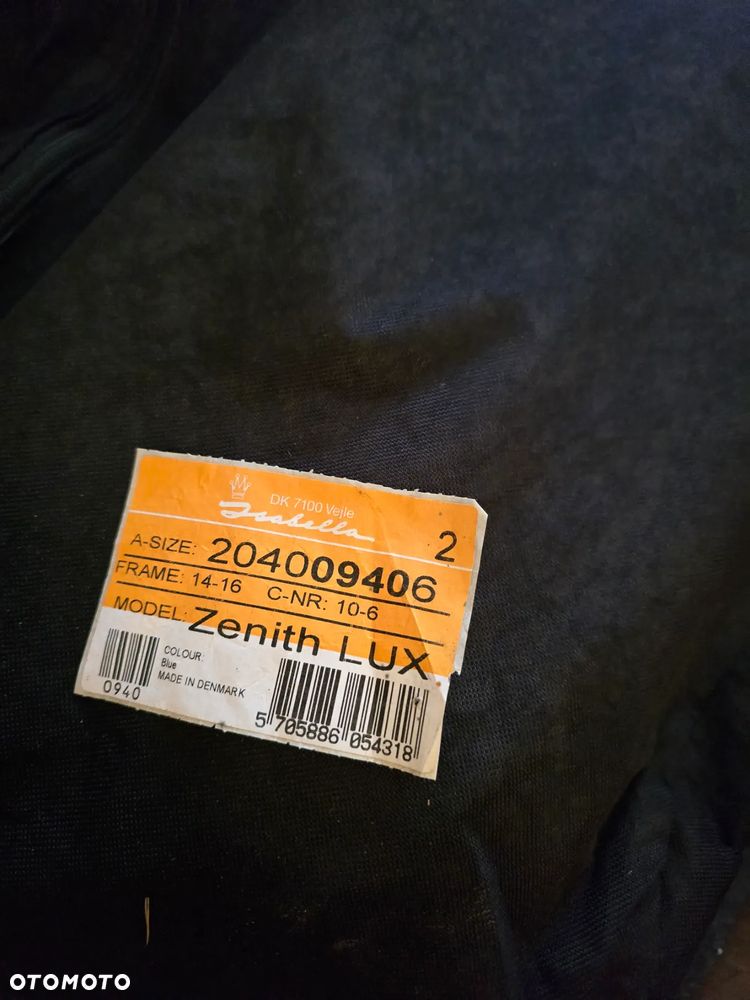 DK 7100 Vejle
Isabella
2
A-SIZE: 204009406
FRAME: 14-16 C-NR: 10-6
MODEL: Zenith LUX
COLOUR:
Blue
MADE IN DENMARK
0940
5 705886 054318
OTOMOTO